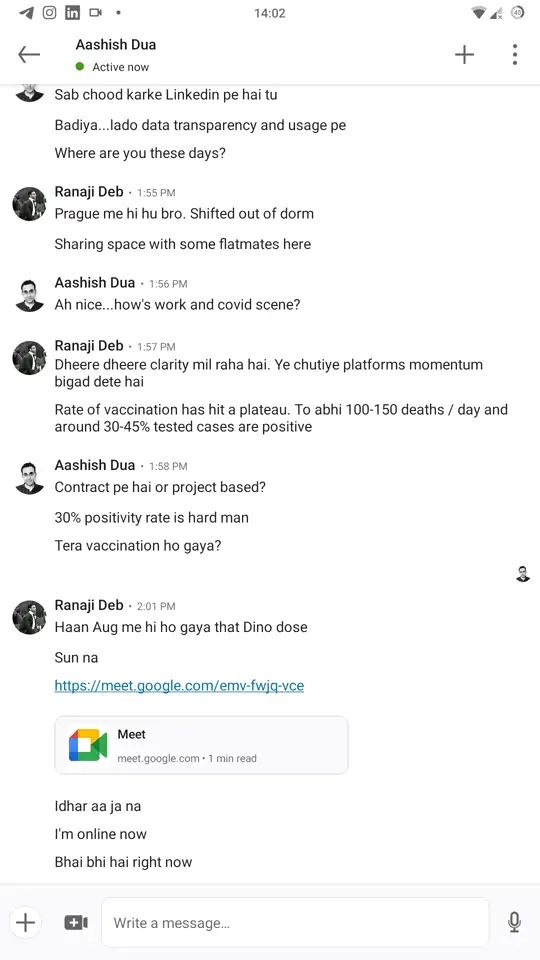 14:02
40
Aashish Dua
Active now
Sab chood karke Linkedin pe hai tu
Badiya...lado data transparency and usage pe
Where are you these days?
Ranaji Deb • 1:55 PM
Prague me hi hu bro. Shifted out of dorm
Sharing space with some flatmates here
Aashish Dua • 1:56 PM
Ah nice...how's work and covid scene?
Ranaji Deb • 1:57 PM
Dheere dheere clarity mil raha hai. Ye chutiye platforms momentum
bigad dete hai
Rate of vaccination has hit a plateau. To abhi 100-150 deaths / day and
around 30-45% tested cases are positive
Aashish Dua • 1:58 PM
Contract pe hai or project based?
30% positivity rate is hard man
Tera vaccination ho gaya?
Ranaji Deb • 2:01 PM
Haan Aug me hi ho gaya that Dino dose
Sun na
https://meet.google.com/emv-fwjq-vce
Meet
meet.google.com • 1 min read
Idhar aa ja na
I'm online now
Bhai bhi hai right now
Write a message…